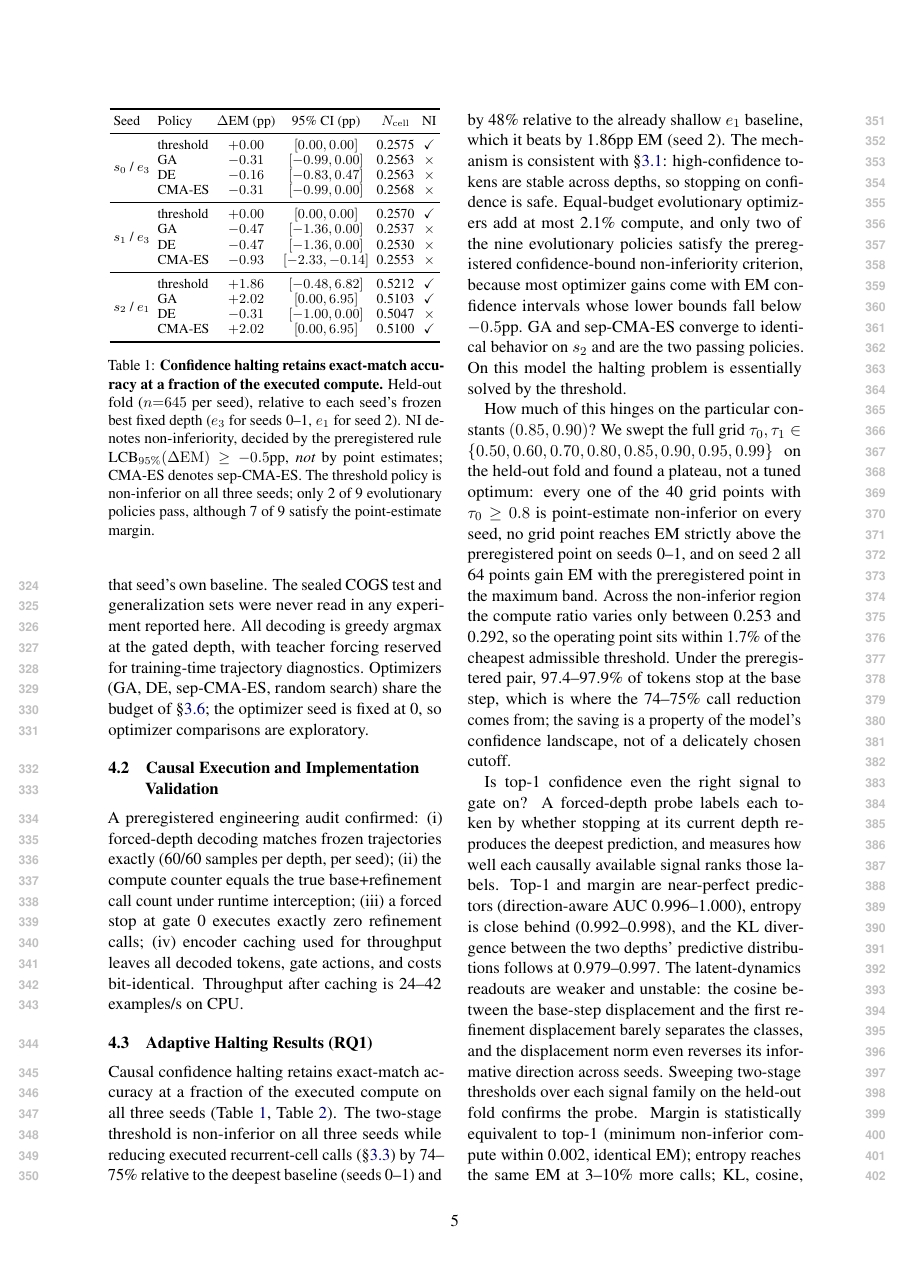 Seed Policy ΔEM (pp) 95% CI (pp) N_cell NI
s0 / e3
threshold +0.00 [0.00, 0.00] 0.2575 ✓
GA −0.31 [−0.99, 0.00] 0.2563 ×
DE −0.16 [−0.83, 0.47] 0.2563 ×
CMA-ES −0.31 [−0.99, 0.00] 0.2568 ×
s1 / e3
threshold +0.00 [0.00, 0.00] 0.2570 ✓
GA −0.47 [−1.36, 0.00] 0.2537 ×
DE −0.47 [−1.36, 0.00] 0.2530 ×
CMA-ES −0.93 [−2.33, −0.14] 0.2553 ×
s2 / e1
threshold +1.86 [−0.48, 6.82] 0.5212 ✓
GA +2.02 [0.00, 6.95] 0.5103 ✓
DE −0.31 [−1.00, 0.00] 0.5047 ×
CMA-ES +2.02 [0.00, 6.95] 0.5100 ✓
Table 1: Confidence halting retains exact-match accu-
racy at a fraction of the executed compute. Held-out
fold (n=645 per seed), relative to each seed's frozen
best fixed depth (e3 for seeds 0–1, e1 for seed 2). NI de-
notes non-inferiority, decided by the preregistered rule
LCB95%(ΔEM) ≥ −0.5pp, not by point estimates;
CMA-ES denotes sep-CMA-ES. The threshold policy is
non-inferior on all three seeds; only 2 of 9 evolutionary
policies pass, although 7 of 9 satisfy the point-estimate
margin.
324 that seed's own baseline. The sealed COGS test and
325 generalization sets were never read in any experi-
326 ment reported here. All decoding is greedy argmax
327 at the gated depth, with teacher forcing reserved
328 for training-time trajectory diagnostics. Optimizers
329 (GA, DE, sep-CMA-ES, random search) share the
330 budget of §3.6; the optimizer seed is fixed at 0, so
331 optimizer comparisons are exploratory.
332 4.2 Causal Execution and Implementation
333 Validation
334 A preregistered engineering audit confirmed: (i)
335 forced-depth decoding matches frozen trajectories
336 exactly (60/60 samples per depth, per seed); (ii) the
337 compute counter equals the true base+refinement
338 call count under runtime interception; (iii) a forced
339 stop at gate 0 executes exactly zero refinement
340 calls; (iv) encoder caching used for throughput
341 leaves all decoded tokens, gate actions, and costs
342 bit-identical. Throughput after caching is 24–42
343 examples/s on CPU.
344 4.3 Adaptive Halting Results (RQ1)
345 Causal confidence halting retains exact-match ac-
346 curacy at a fraction of the executed compute on
347 all three seeds (Table 1, Table 2). The two-stage
348 threshold is non-inferior on all three seeds while
349 reducing executed recurrent-cell calls (§3.3) by 74–
350 75% relative to the deepest baseline (seeds 0–1) and
by 48% relative to the already shallow e1 baseline, 351
which it beats by 1.86pp EM (seed 2). The mech- 352
anism is consistent with §3.1: high-confidence to- 353
kens are stable across depths, so stopping on confi- 354
dence is safe. Equal-budget evolutionary optimiz- 355
ers add at most 2.1% compute, and only two of 356
the nine evolutionary policies satisfy the prereg- 357
istered confidence-bound non-inferiority criterion, 358
because most optimizer gains come with EM con- 359
fidence intervals whose lower bounds fall below 360
−0.5pp. GA and sep-CMA-ES converge to identi- 361
cal behavior on s2 and are the two passing policies. 362
On this model the halting problem is essentially 363
solved by the threshold. 364
How much of this hinges on the particular con- 365
stants (0.85, 0.90)? We swept the full grid τ0, τ1 ∈ 366
{0.50, 0.60, 0.70, 0.80, 0.85, 0.90, 0.95, 0.99} on 367
the held-out fold and found a plateau, not a tuned 368
optimum: every one of the 40 grid points with 369
τ0 ≥ 0.8 is point-estimate non-inferior on every 370
seed, no grid point reaches EM strictly above the 371
preregistered point on seeds 0–1, and on seed 2 all 372
64 points gain EM with the preregistered point in 373
the maximum band. Across the non-inferior region 374
the compute ratio varies only between 0.253 and 375
0.292, so the operating point sits within 1.7% of the 376
cheapest admissible threshold. Under the preregis- 377
tered pair, 97.4–97.9% of tokens stop at the base 378
step, which is where the 74–75% call reduction 379
comes from; the saving is a property of the model's 380
confidence landscape, not of a delicately chosen 381
cutoff. 382
Is top-1 confidence even the right signal to 383
gate on? A forced-depth probe labels each to- 384
ken by whether stopping at its current depth re- 385
produces the deepest prediction, and measures how 386
well each causally available signal ranks those la- 387
bels. Top-1 and margin are near-perfect predic- 388
tors (direction-aware AUC 0.996–1.000), entropy 389
is close behind (0.992–0.998), and the KL diver- 390
gence between the two depths' predictive distribu- 391
tions follows at 0.979–0.997. The latent-dynamics 392
readouts are weaker and unstable: the cosine be- 393
tween the base-step displacement and the first re- 394
finement displacement barely separates the classes, 395
and the displacement norm even reverses its infor- 396
mative direction across seeds. Sweeping two-stage 397
thresholds over each signal family on the held-out 398
fold confirms the probe. Margin is statistically 399
equivalent to top-1 (minimum non-inferior com- 400
pute within 0.002, identical EM); entropy reaches 401
the same EM at 3–10% more calls; KL, cosine, 402
5